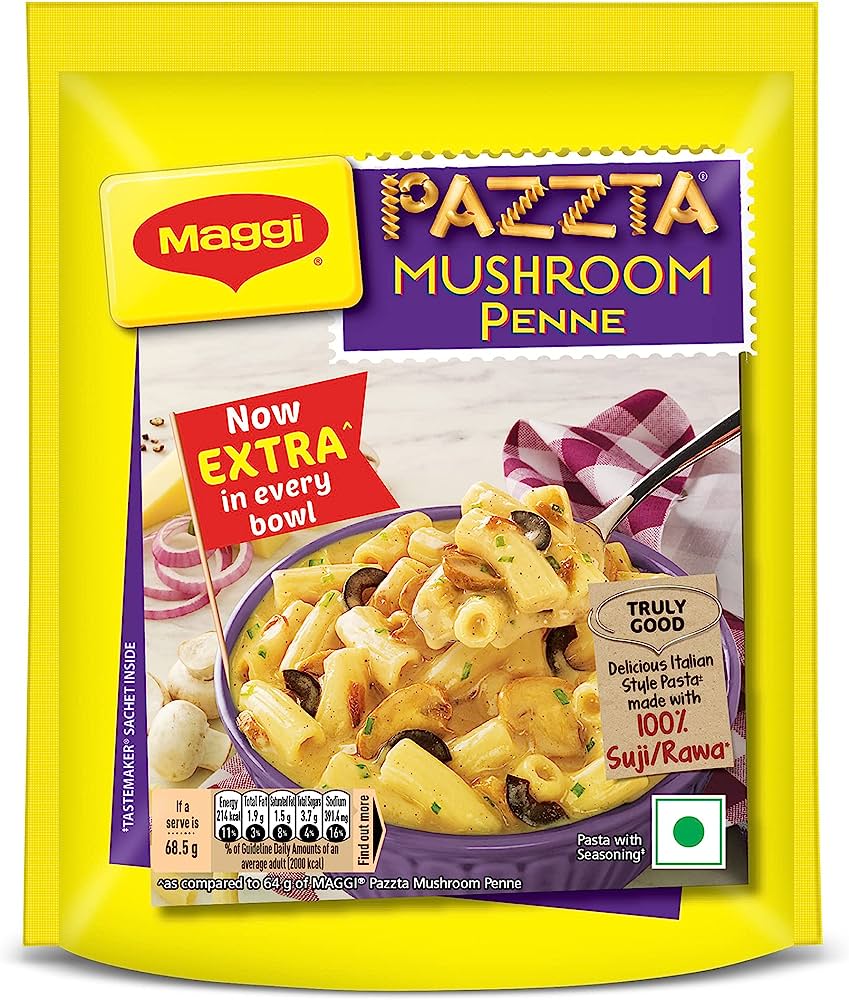 Maggi®
PAZZTA®
MUSHROOM
PENNE
Now
EXTRA^
in every
bowl
TRULY
GOOD
Delicious Italian
Style Pasta‡
made with
100%
Suji/Rawa*
‡TASTEMAKER® SACHET INSIDE
If a
serve is
68.5 g
Energy Total Fat Saturated Fat Total Sugars Sodium
214 kcal 1.9 g 1.5 g 3.7 g 391.4 mg
11% 3% 8% 4% 16%
% of Guideline Daily Amounts of an
average adult (2000 kcal)
Find out more
Pasta with
Seasoning‡
^as compared to 64 g of MAGGI® Pazzta Mushroom Penne